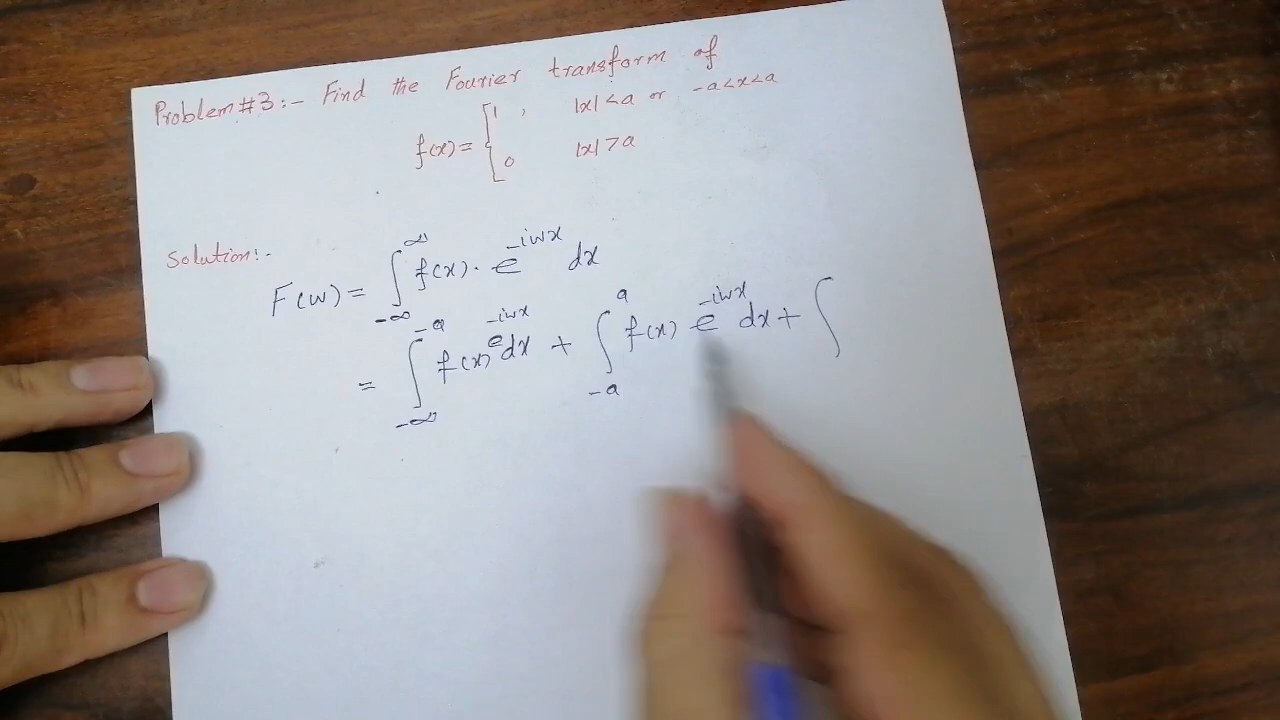 Problem#3:- Find the Fourier transform of
f(x)= { 1 , |x|<a or -a<x<a
0 |x|>a
Solution:-
F(w)= ∫_{-∞}^{∞} f(x)· e^{-iwx} dx
= ∫_{-∞}^{-a} f(x) e^{-iwx} dx + ∫_{-a}^{a} f(x) e^{-iwx} dx + ∫